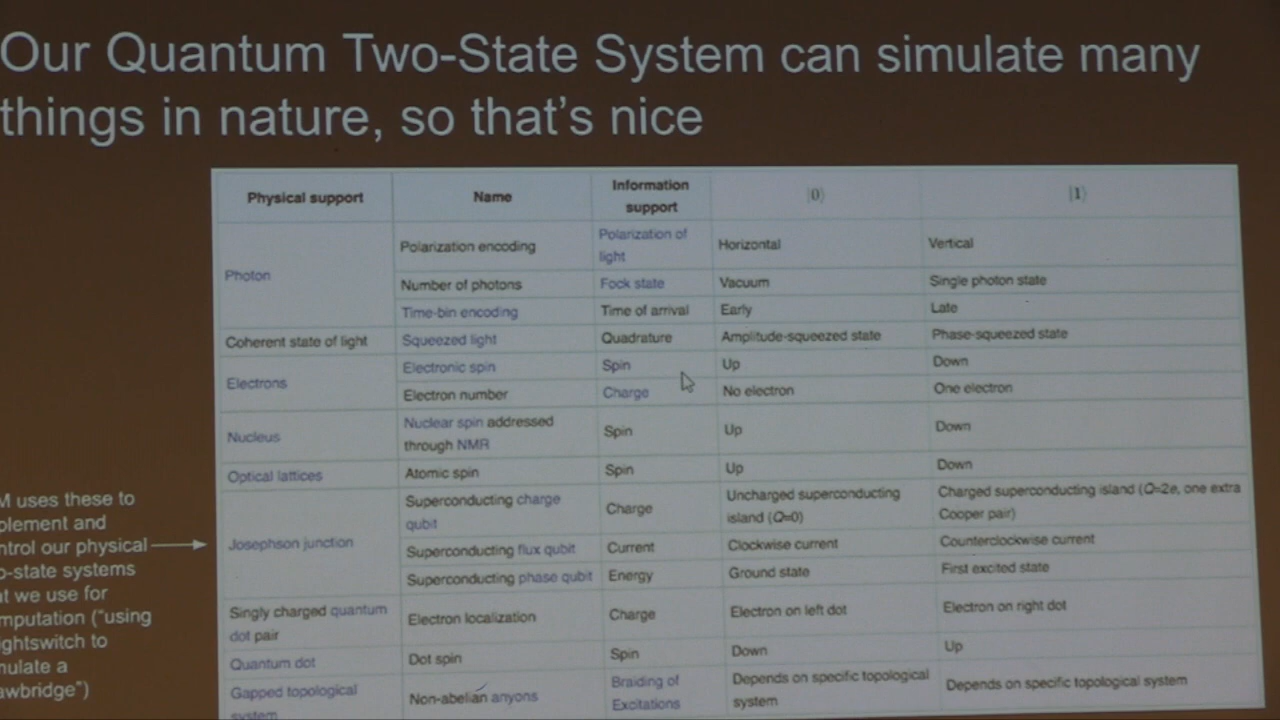 Our Quantum Two-State System can simulate many
things in nature, so that's nice
Physical support Name Information support |0⟩ |1⟩
Photon Polarization encoding Polarization of light Horizontal Vertical
Number of photons Fock state Vacuum Single photon state
Time-bin encoding Time of arrival Early Late
Coherent state of light Squeezed light Quadrature Amplitude-squeezed state Phase-squeezed state
Electrons Electronic spin Spin Up Down
Electron number Charge No electron One electron
Nucleus Nuclear spin addressed through NMR Spin Up Down
Optical lattices Atomic spin Spin Up Down
Josephson junction Superconducting charge qubit Charge Uncharged superconducting island (Q=0) Charged superconducting island (Q=2e, one extra Cooper pair)
Superconducting flux qubit Current Clockwise current Counterclockwise current
Superconducting phase qubit Energy Ground state First excited state
Singly charged quantum dot pair Electron localization Charge Electron on left dot Electron on right dot
Quantum dot Dot spin Spin Down Up
Gapped topological system Non-abelian anyons Braiding of Excitations Depends on specific topological system Depends on specific topological system
M uses these to
plement and
ntrol our physical
o-state systems
at we use for
mputation ("using
ghtswitch to
nulate a
awbridge")